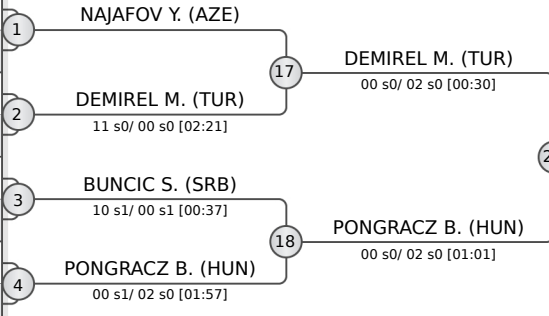 NAJAFOV Y. (AZE)
1
17
DEMIREL M. (TUR)
00 s0/ 02 s0 [00:30]
DEMIREL M. (TUR)
2
11 s0/ 00 s0 [02:21]
BUNCIC S. (SRB)
3
10 s1/ 00 s1 [00:37]
18
PONGRACZ B. (HUN)
00 s0/ 02 s0 [01:01]
PONGRACZ B. (HUN)
4
00 s1/ 02 s0 [01:57]